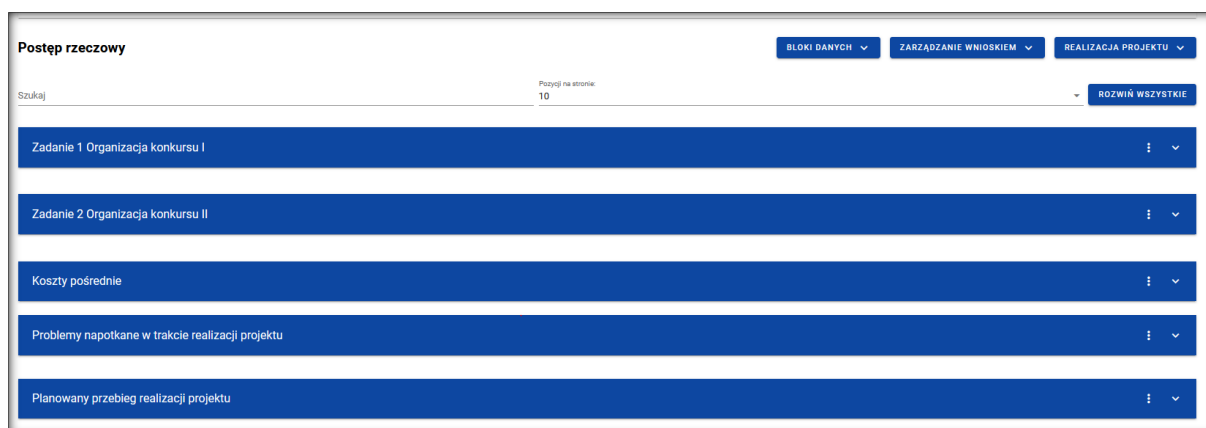 Postęp rzeczowy
BLOKI DANYCH
ZARZĄDZANIE WNIOSKIEM
REALIZACJA PROJEKTU
Szukaj
Pozycji na stronie:
10
ROZWIŃ WSZYSTKIE
Zadanie 1 Organizacja konkursu I
Zadanie 2 Organizacja konkursu II
Koszty pośrednie
Problemy napotkane w trakcie realizacji projektu
Planowany przebieg realizacji projektu